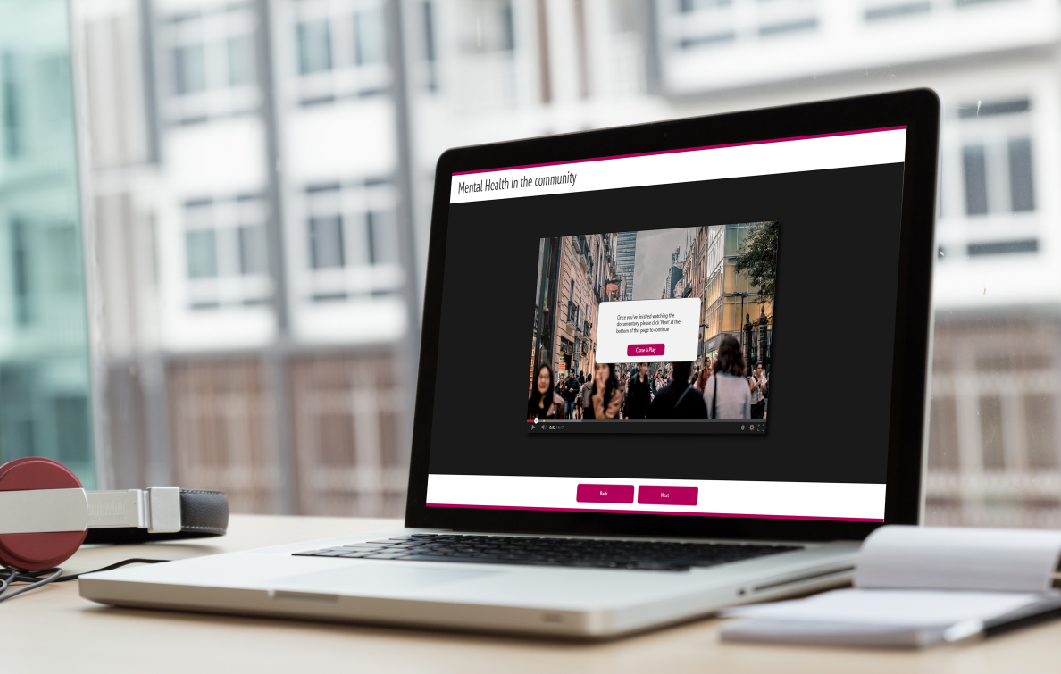 Mental Health in the community
Once you've finished watching the
documentary please click 'Next' at the
bottom of the page to continue
Close & Play
Back
Next